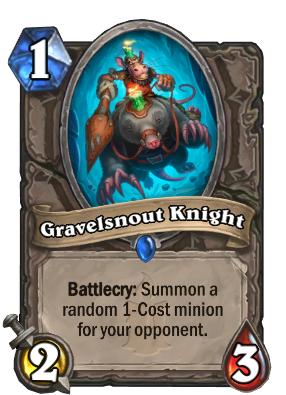 1
Gravelsnout Knight
Battlecry: Summon a
random 1-Cost minion
for your opponent.
2
3